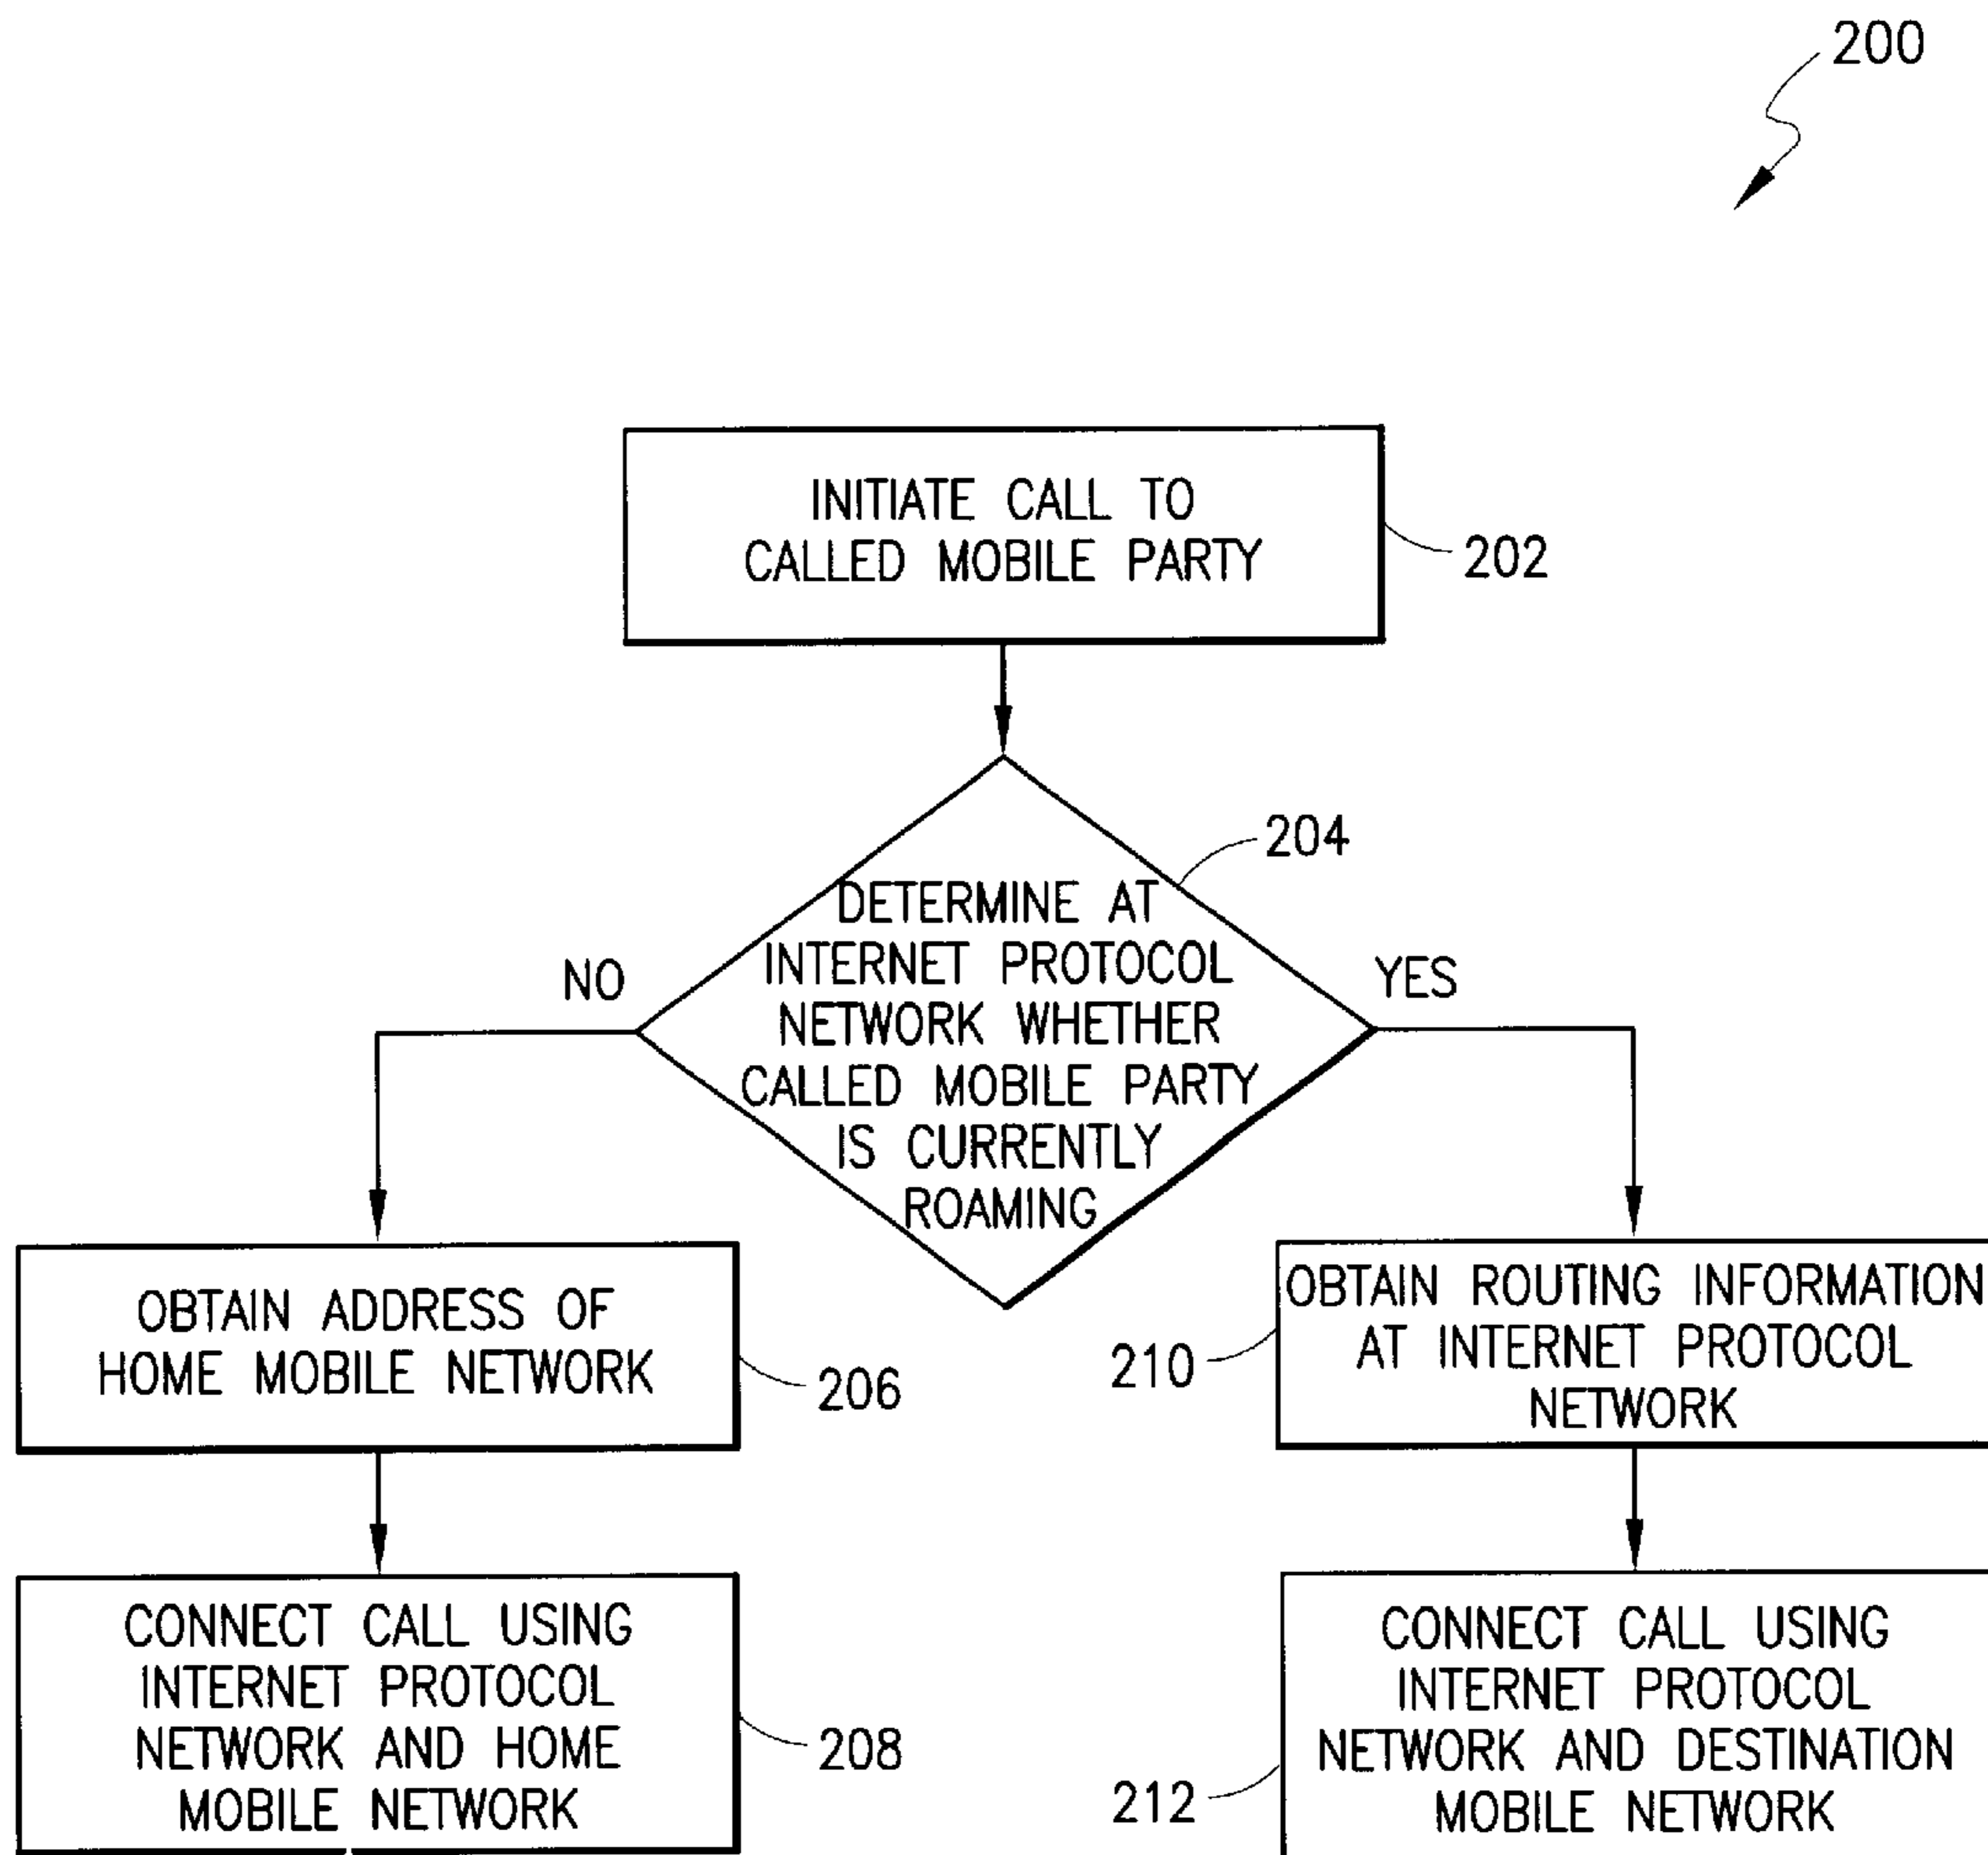 200
INITIATE CALL TO
CALLED MOBILE PARTY
202
204
DETERMINE AT
INTERNET PROTOCOL
NETWORK WHETHER
CALLED MOBILE PARTY
IS CURRENTLY
ROAMING
NO
YES
OBTAIN ADDRESS OF
HOME MOBILE NETWORK
206
210
OBTAIN ROUTING INFORMATION
AT INTERNET PROTOCOL
NETWORK
CONNECT CALL USING
INTERNET PROTOCOL
NETWORK AND HOME
MOBILE NETWORK
208
212
CONNECT CALL USING
INTERNET PROTOCOL
NETWORK AND DESTINATION
MOBILE NETWORK